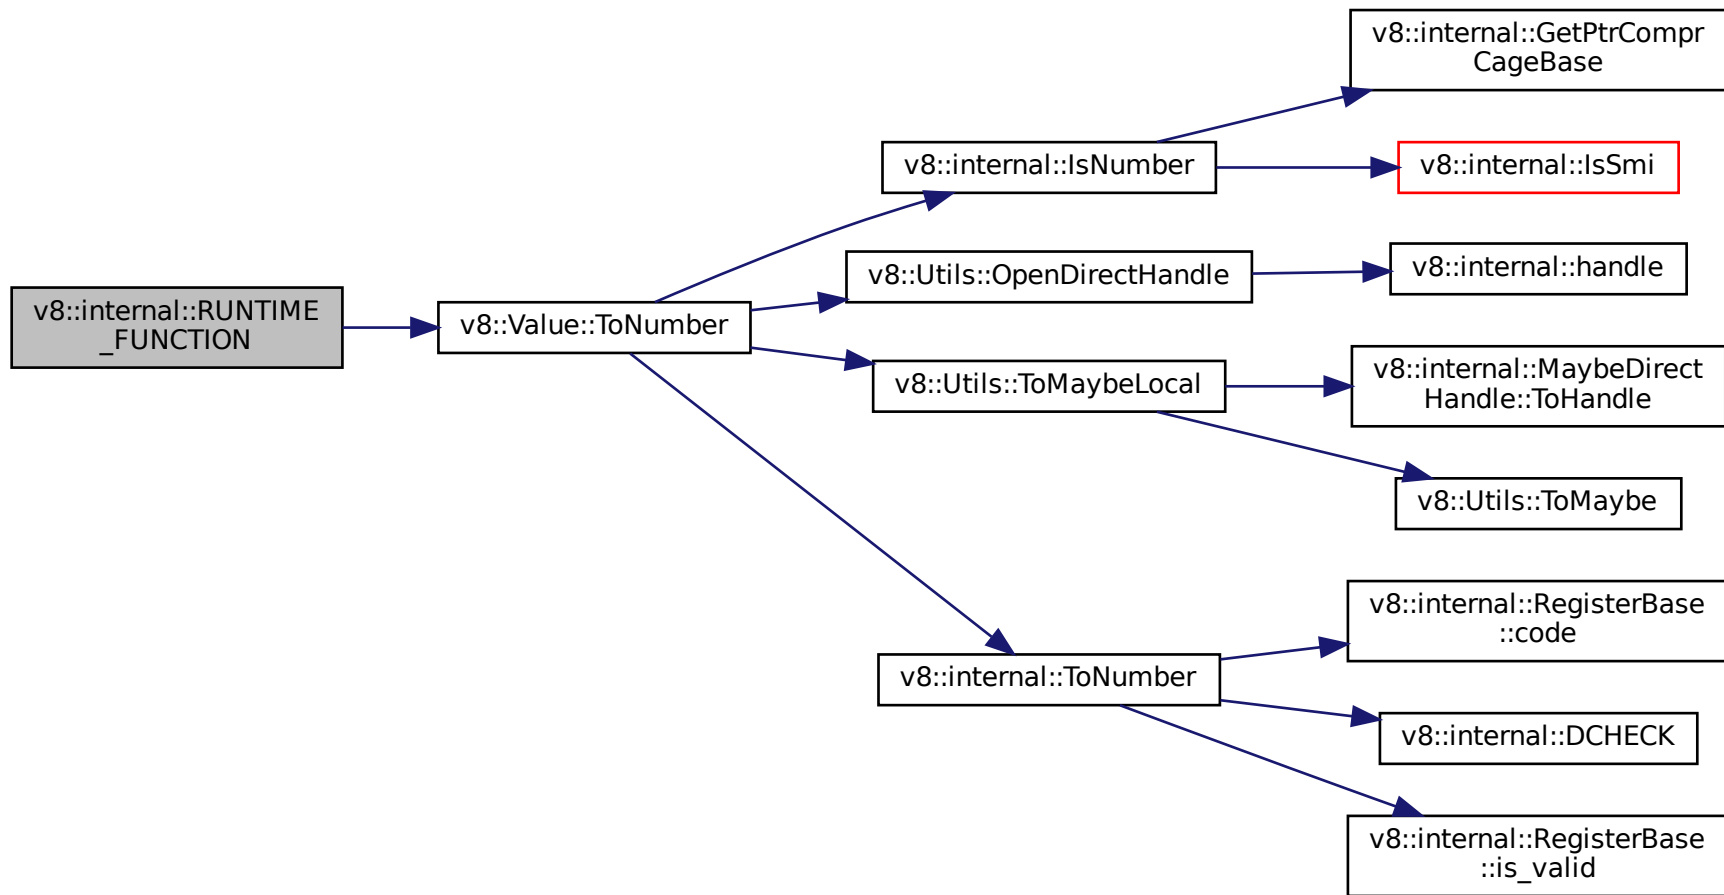 v8::internal::RUNTIME
_FUNCTION
v8::Value::ToNumber
v8::internal::IsNumber
v8::internal::GetPtrCompr
CageBase
v8::internal::IsSmi
v8::Utils::OpenDirectHandle
v8::internal::handle
v8::Utils::ToMaybeLocal
v8::internal::MaybeDirect
Handle::ToHandle
v8::Utils::ToMaybe
v8::internal::ToNumber
v8::internal::RegisterBase
::code
v8::internal::DCHECK
v8::internal::RegisterBase
::is_valid